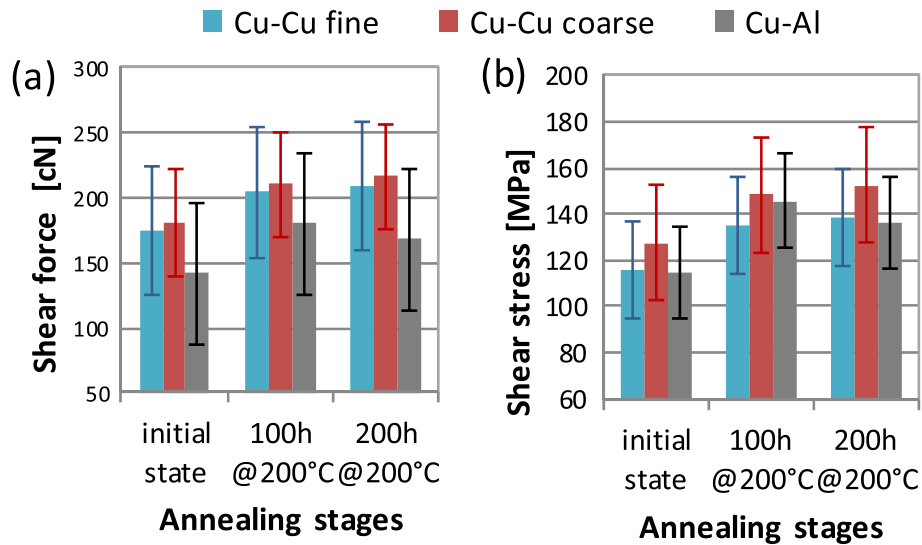 Cu-Cu fine Cu-Cu coarse Cu-Al
(a)
Shear force [cN]
300
250
200
150
100
50
initial state
100h @200°C
200h @200°C
Annealing stages
(b)
Shear stress [MPa]
200
180
160
140
120
100
80
60
initial state
100h @200°C
200h @200°C
Annealing stages